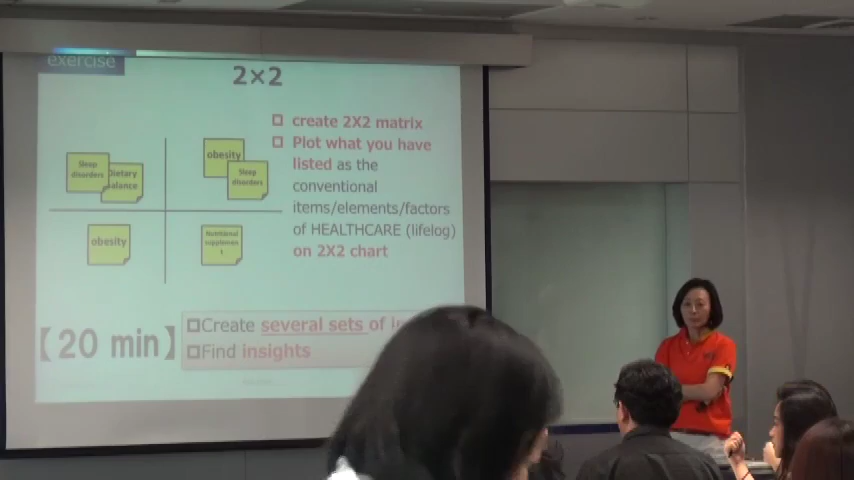 exercise
2×2
create 2X2 matrix
Plot what you have
listed as the
conventional
items/elements/factors
of HEALTHCARE (lifelog)
on 2X2 chart
Sleep
disorders
Dietary
balance
obesity
Sleep
disorders
obesity
Nutritional
supplement
【20 min】
Create several sets of
Find insights